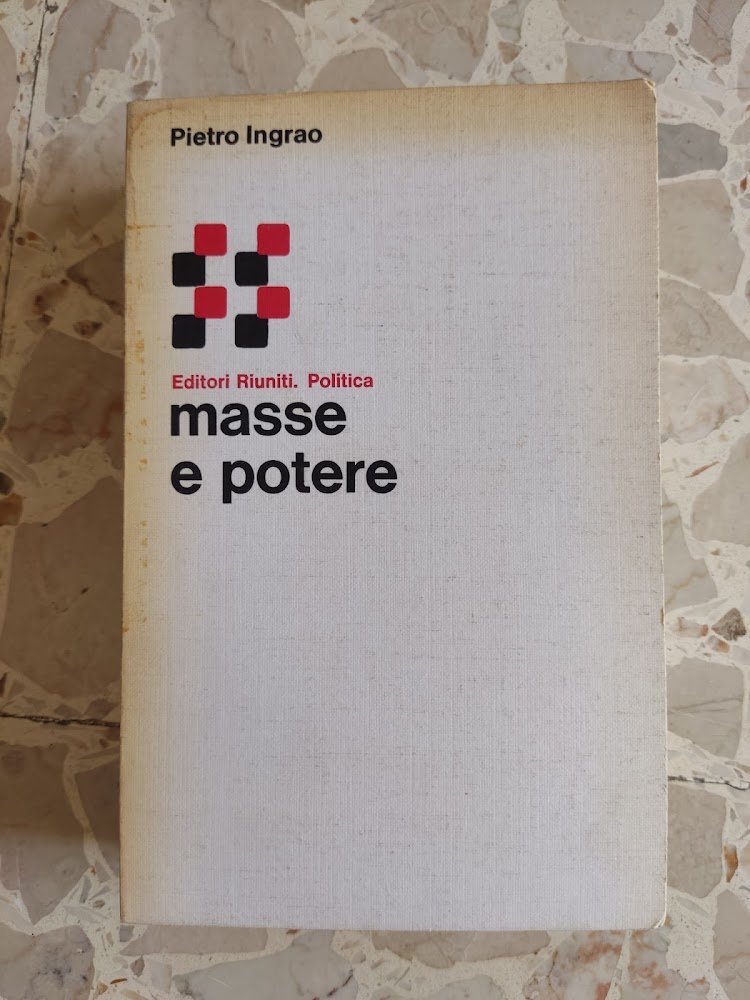 Pietro Ingrao
Editori Riuniti. Politica
masse
e potere